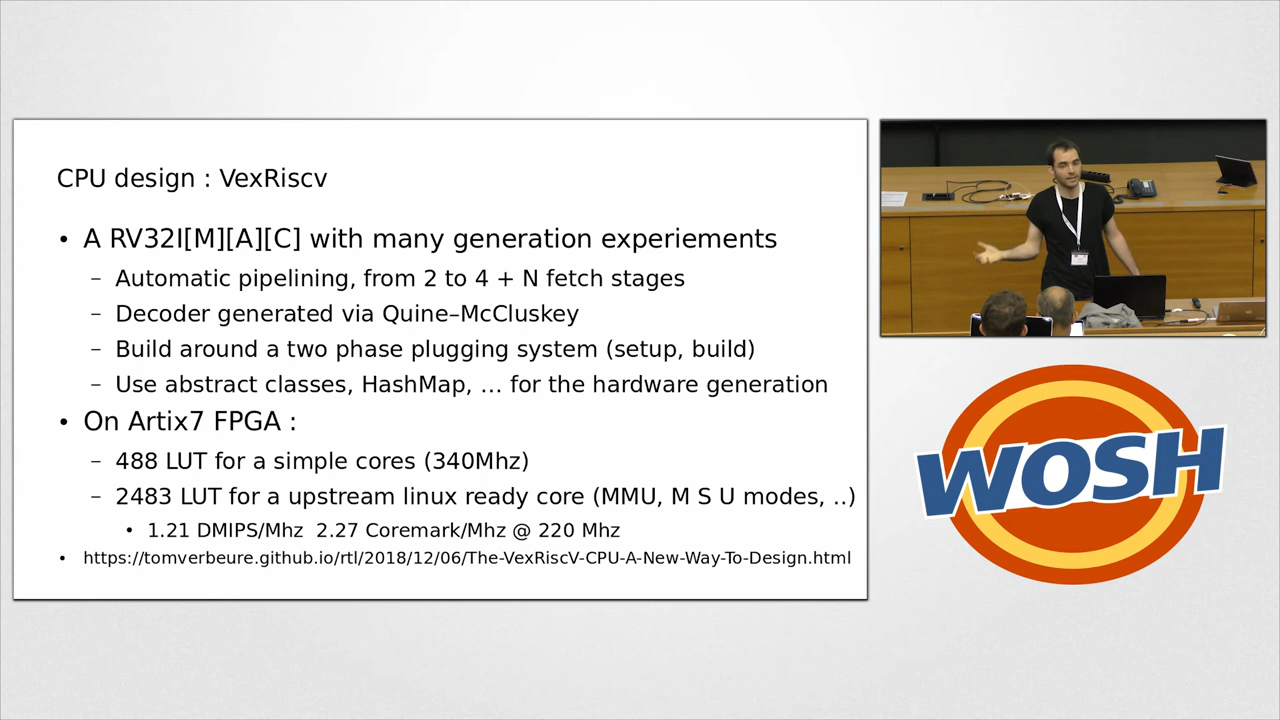 CPU design : VexRiscv
• A RV32I[M][A][C] with many generation experiements
– Automatic pipelining, from 2 to 4 + N fetch stages
– Decoder generated via Quine–McCluskey
– Build around a two phase plugging system (setup, build)
– Use abstract classes, HashMap, … for the hardware generation
• On Artix7 FPGA :
– 488 LUT for a simple cores (340Mhz)
– 2483 LUT for a upstream linux ready core (MMU, M S U modes, ..)
• 1.21 DMIPS/Mhz  2.27 Coremark/Mhz @ 220 Mhz
• https://tomverbeure.github.io/rtl/2018/12/06/The-VexRiscV-CPU-A-New-Way-To-Design.html
WOSH